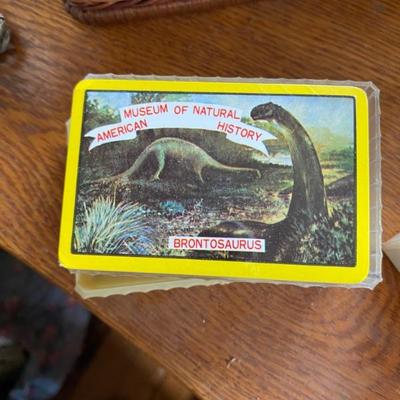 MUSEUM OF NATURAL
AMERICAN HISTORY
BRONTOSAURUS